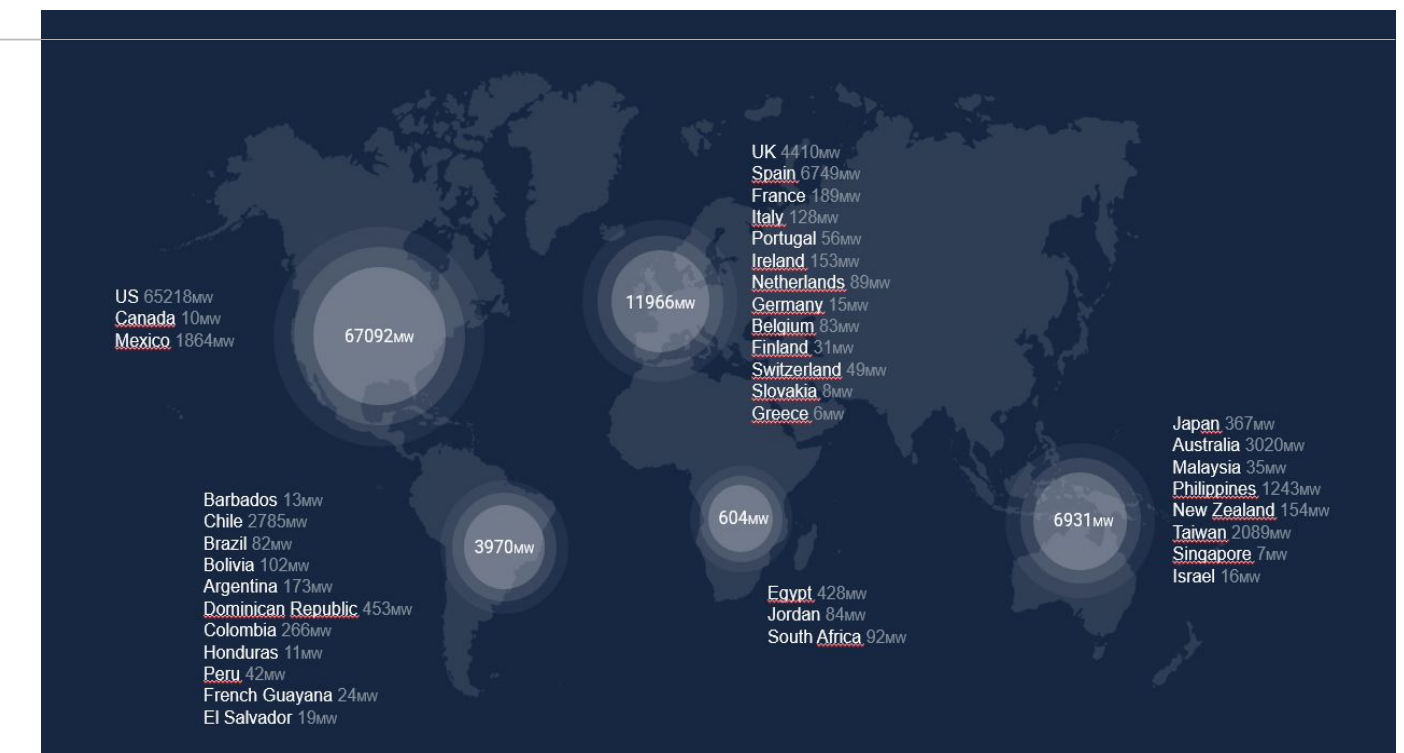 US 65218MW
Canada 10MW
Mexico 1864MW
67092MW
11966MW
UK 4410MW
Spain 6749MW
France 189MW
Italy 128MW
Portugal 56MW
Ireland 153MW
Netherlands 89MW
Germany 15MW
Belgium 83MW
Finland 31MW
Switzerland 49MW
Slovakia 8MW
Greece 6MW
Barbados 13MW
Chile 2785MW
Brazil 82MW
Bolivia 102MW
Argentina 173MW
Dominican Republic 453MW
Colombia 266MW
Honduras 11MW
Peru 42MW
French Guayana 24MW
El Salvador 19MW
3970MW
604MW
Egypt 428MW
Jordan 84MW
South Africa 92MW
6931MW
Japan 367MW
Australia 3020MW
Malaysia 35MW
Philippines 1243MW
New Zealand 154MW
Taiwan 2089MW
Singapore 7MW
Israel 16MW